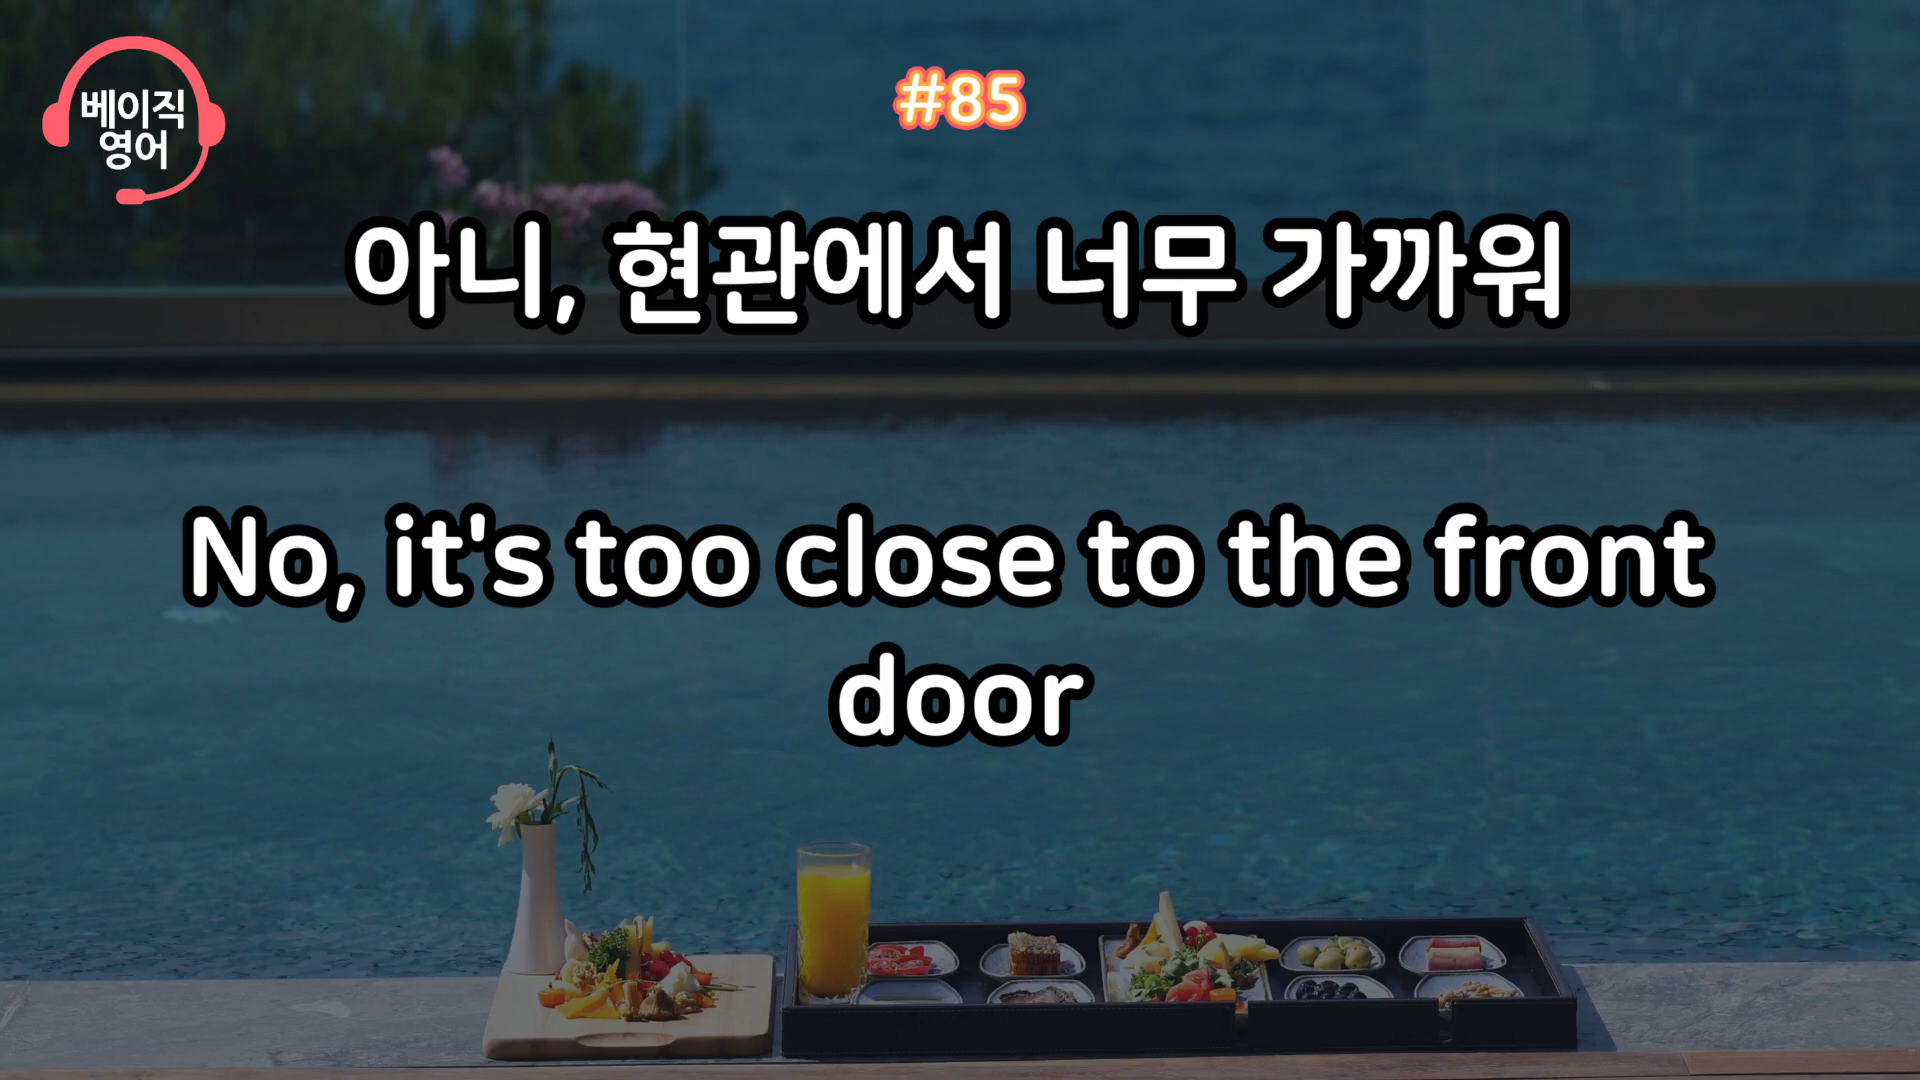 베이직
영어
#85
아니, 현관에서 너무 가까워
No, it's too close to the front
door